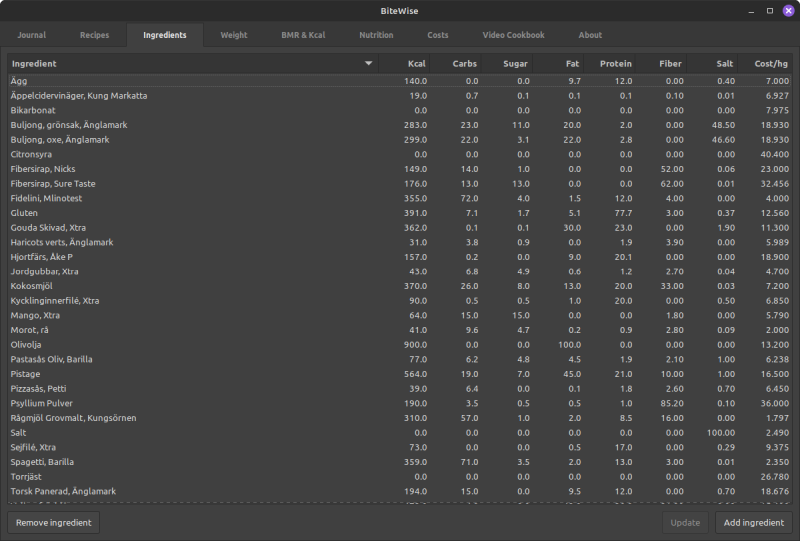 BiteWise
Journal Recipes Ingredients Weight BMR & Kcal Nutrition Costs Video Cookbook About
Ingredient Kcal Carbs Sugar Fat Protein Fiber Salt Cost/hg
Ägg 140.0 0.0 0.0 9.7 12.0 0.00 0.40 7.000
Äppelcidervinäger, Kung Markatta 19.0 0.7 0.1 0.1 0.1 0.10 0.01 6.927
Bikarbonat 0.0 0.0 0.0 0.0 0.0 0.00 0.00 7.975
Buljong, grönsak, Änglamark 283.0 23.0 11.0 20.0 2.0 0.00 48.50 18.930
Buljong, oxe, Änglamark 299.0 22.0 3.1 22.0 2.8 0.00 46.60 18.930
Citronsyra 0.0 0.0 0.0 0.0 0.0 0.00 0.00 40.400
Fibersirap, Nicks 149.0 14.0 1.0 0.0 0.0 52.00 0.06 23.000
Fibersirap, Sure Taste 176.0 13.0 13.0 0.0 0.0 62.00 0.01 32.456
Fidelini, Mlinotest 355.0 72.0 4.0 1.5 12.0 4.00 0.00 4.000
Gluten 391.0 7.1 1.7 5.1 77.7 3.00 0.37 12.560
Gouda Skivad, Xtra 362.0 0.1 0.1 30.0 23.0 0.00 1.90 11.300
Haricots verts, Änglamark 31.0 3.8 0.9 0.0 1.9 3.90 0.00 5.989
Hjortfärs, Åke P 157.0 0.2 0.0 9.0 20.1 0.00 0.00 18.900
Jordgubbar, Xtra 43.0 6.8 4.9 0.6 1.2 2.70 0.04 4.700
Kokosmjöl 370.0 26.0 8.0 13.0 20.0 33.00 0.03 7.200
Kycklinginnerfilé, Xtra 90.0 0.5 0.5 1.0 20.0 0.00 0.50 6.850
Mango, Xtra 64.0 15.0 15.0 0.0 0.0 1.80 0.00 5.790
Morot, rå 41.0 9.6 4.7 0.2 0.9 2.80 0.09 2.000
Olivolja 900.0 0.0 0.0 100.0 0.0 0.00 0.00 13.200
Pastasås Oliv, Barilla 77.0 6.2 4.8 4.5 1.9 2.10 1.00 6.238
Pistage 564.0 19.0 7.0 45.0 21.0 10.00 1.00 16.500
Pizzasås, Petti 39.0 6.4 0.0 0.1 1.8 2.60 0.70 6.450
Psyllium Pulver 190.0 3.5 0.5 0.5 1.0 85.20 0.10 36.000
Rågmjöl Grovmalt, Kungsörnen 310.0 57.0 1.0 2.0 8.5 16.00 0.00 1.797
Salt 0.0 0.0 0.0 0.0 0.0 0.00 100.00 2.490
Sejfilé, Xtra 73.0 0.0 0.0 0.5 17.0 0.00 0.29 9.375
Spagetti, Barilla 359.0 71.0 3.5 2.0 13.0 3.00 0.01 2.350
Torrjäst 0.0 0.0 0.0 0.0 0.0 0.00 0.00 26.780
Torsk Panerad, Änglamark 194.0 15.0 0.0 9.5 12.0 0.00 0.70 18.676
Remove ingredient Update Add ingredient